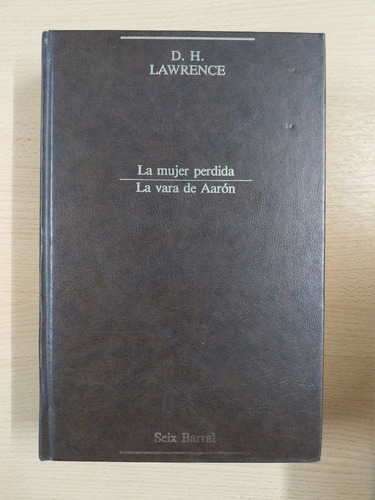 D. H.
LAWRENCE
La mujer perdida
La vara de Aarón
Seix Barral